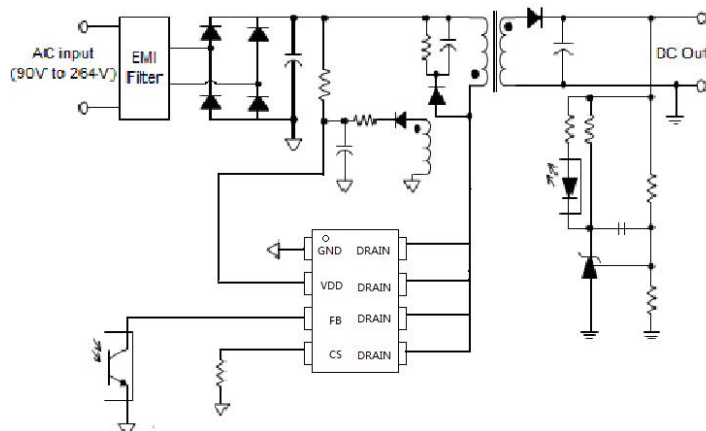 AC input
(90V to 264V)
EMI
Filter
DC Out
GND DRAIN
VDD DRAIN
FB DRAIN
CS DRAIN